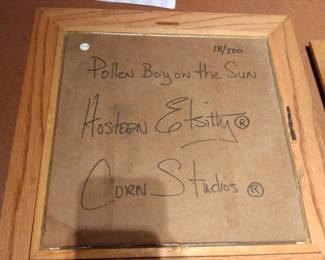 18/500
Pollen Boy on the Sun
Hosteen Etsitty®
Corn Studios ®